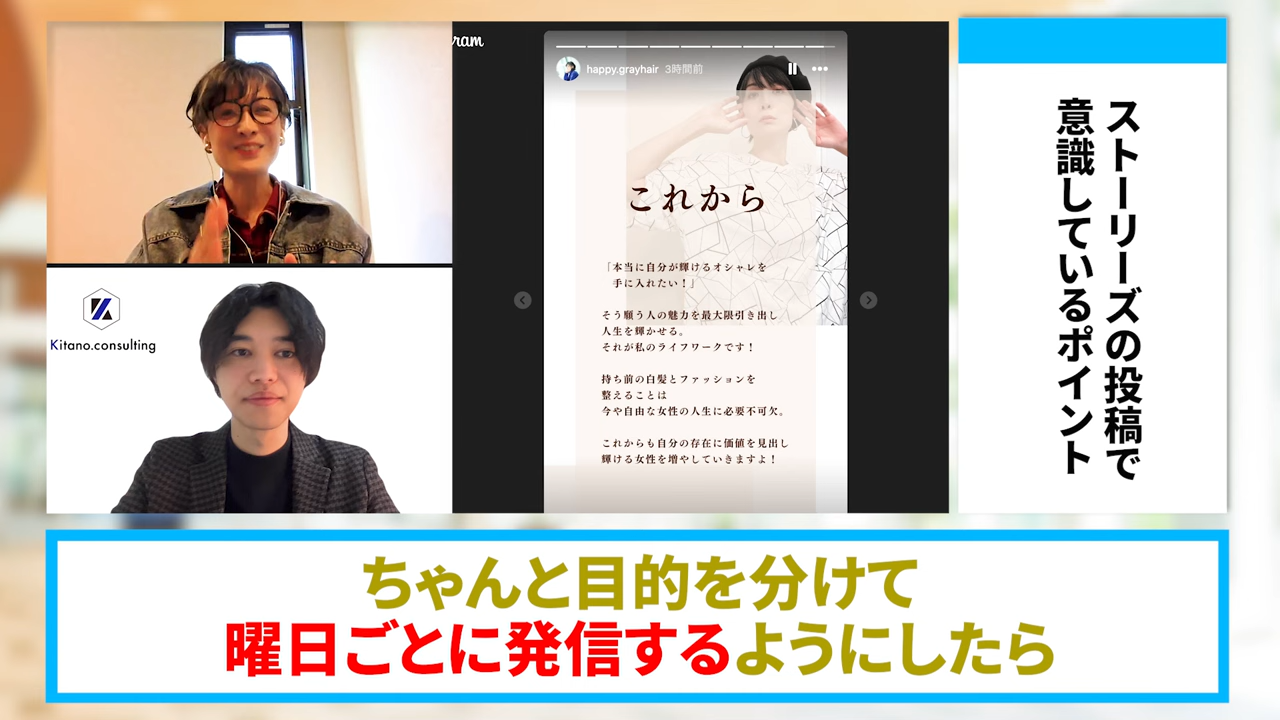 ram
happy.grayhair 3時間前
これから
「本当に自分が輝けるオシャレを
手に入れたい！」
そう願う人の魅力を最大限引き出し
人生を輝かせる。
それが私のライフワークです！
持ち前の白髪とファッションを
整えることは
今や自由な女性の人生に必要不可欠。
これからも自分の存在に価値を見出し
輝ける女性を増やしていきますよ！
Kitano.consulting
ストーリーズの投稿で
意識しているポイント
ちゃんと目的を分けて
曜日ごとに発信するようにしたら